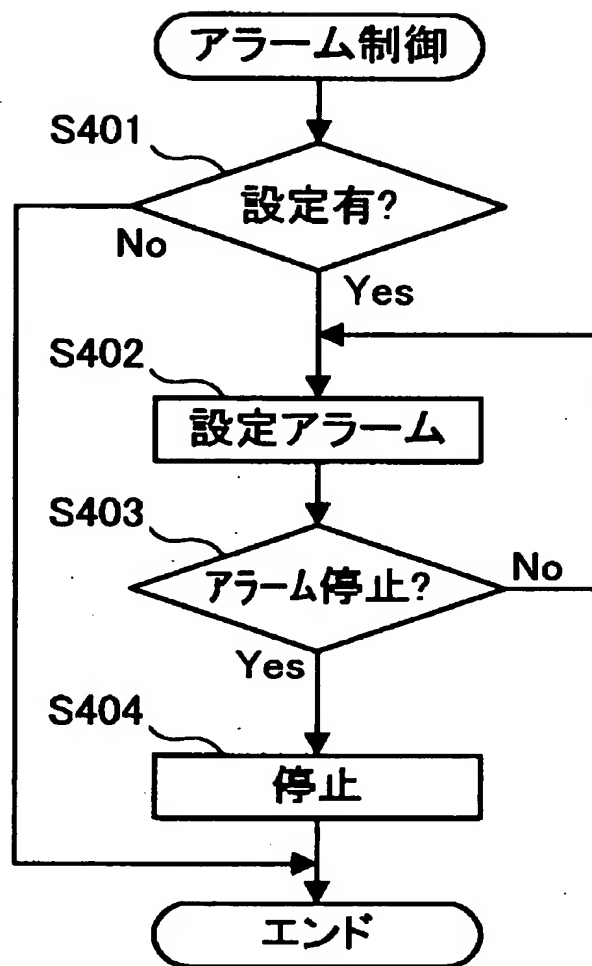 アラーム制御
S401
設定有?
No
Yes
S402
設定アラーム
S403
アラーム停止?
No
Yes
S404
停止
エンド